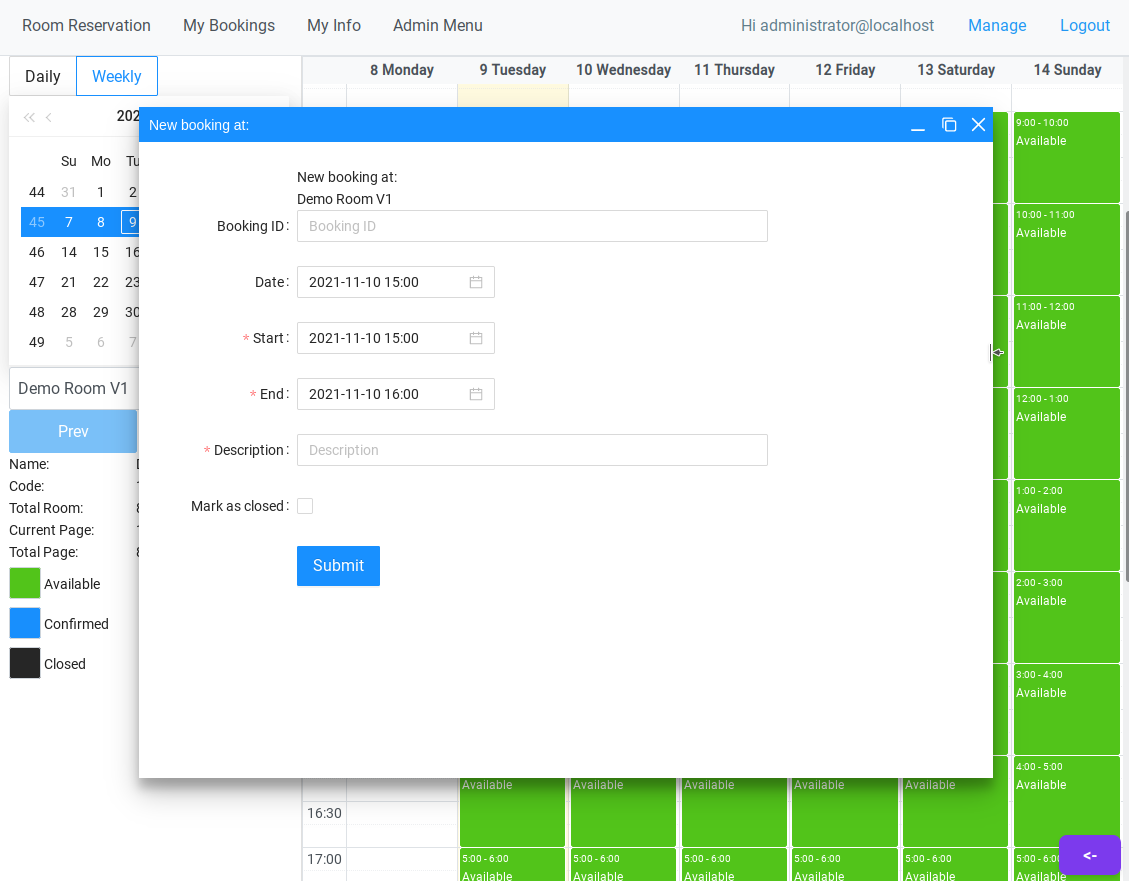 Room Reservation My Bookings My Info Admin Menu Hi administrator@localhost Manage Logout
Daily Weekly
8 Monday 9 Tuesday 10 Wednesday 11 Thursday 12 Friday 13 Saturday 14 Sunday
202
Su Mo Tu
44 31 1 2
45 7 8 9
46 14 15 16
47 21 22 23
48 28 29 30
49 5 6 7
Demo Room V1
Prev
Name:
Code:
Total Room:
Current Page:
Total Page:
Available
Confirmed
Closed
New booking at:
New booking at:
Demo Room V1
Booking ID: Booking ID
Date: 2021-11-10 15:00
* Start: 2021-11-10 15:00
* End: 2021-11-10 16:00
* Description: Description
Mark as closed:
Submit
9:00 - 10:00
Available
10:00 - 11:00
Available
11:00 - 12:00
Available
12:00 - 1:00
Available
1:00 - 2:00
Available
2:00 - 3:00
Available
3:00 - 4:00
Available
4:00 - 5:00
Available Available Available Available Available Available
16:30
17:00 5:00 - 6:00 5:00 - 6:00 5:00 - 6:00 5:00 - 6:00 5:00 - 6:00 5:00 - 6:00
Available Available Available Available Available Available
<-